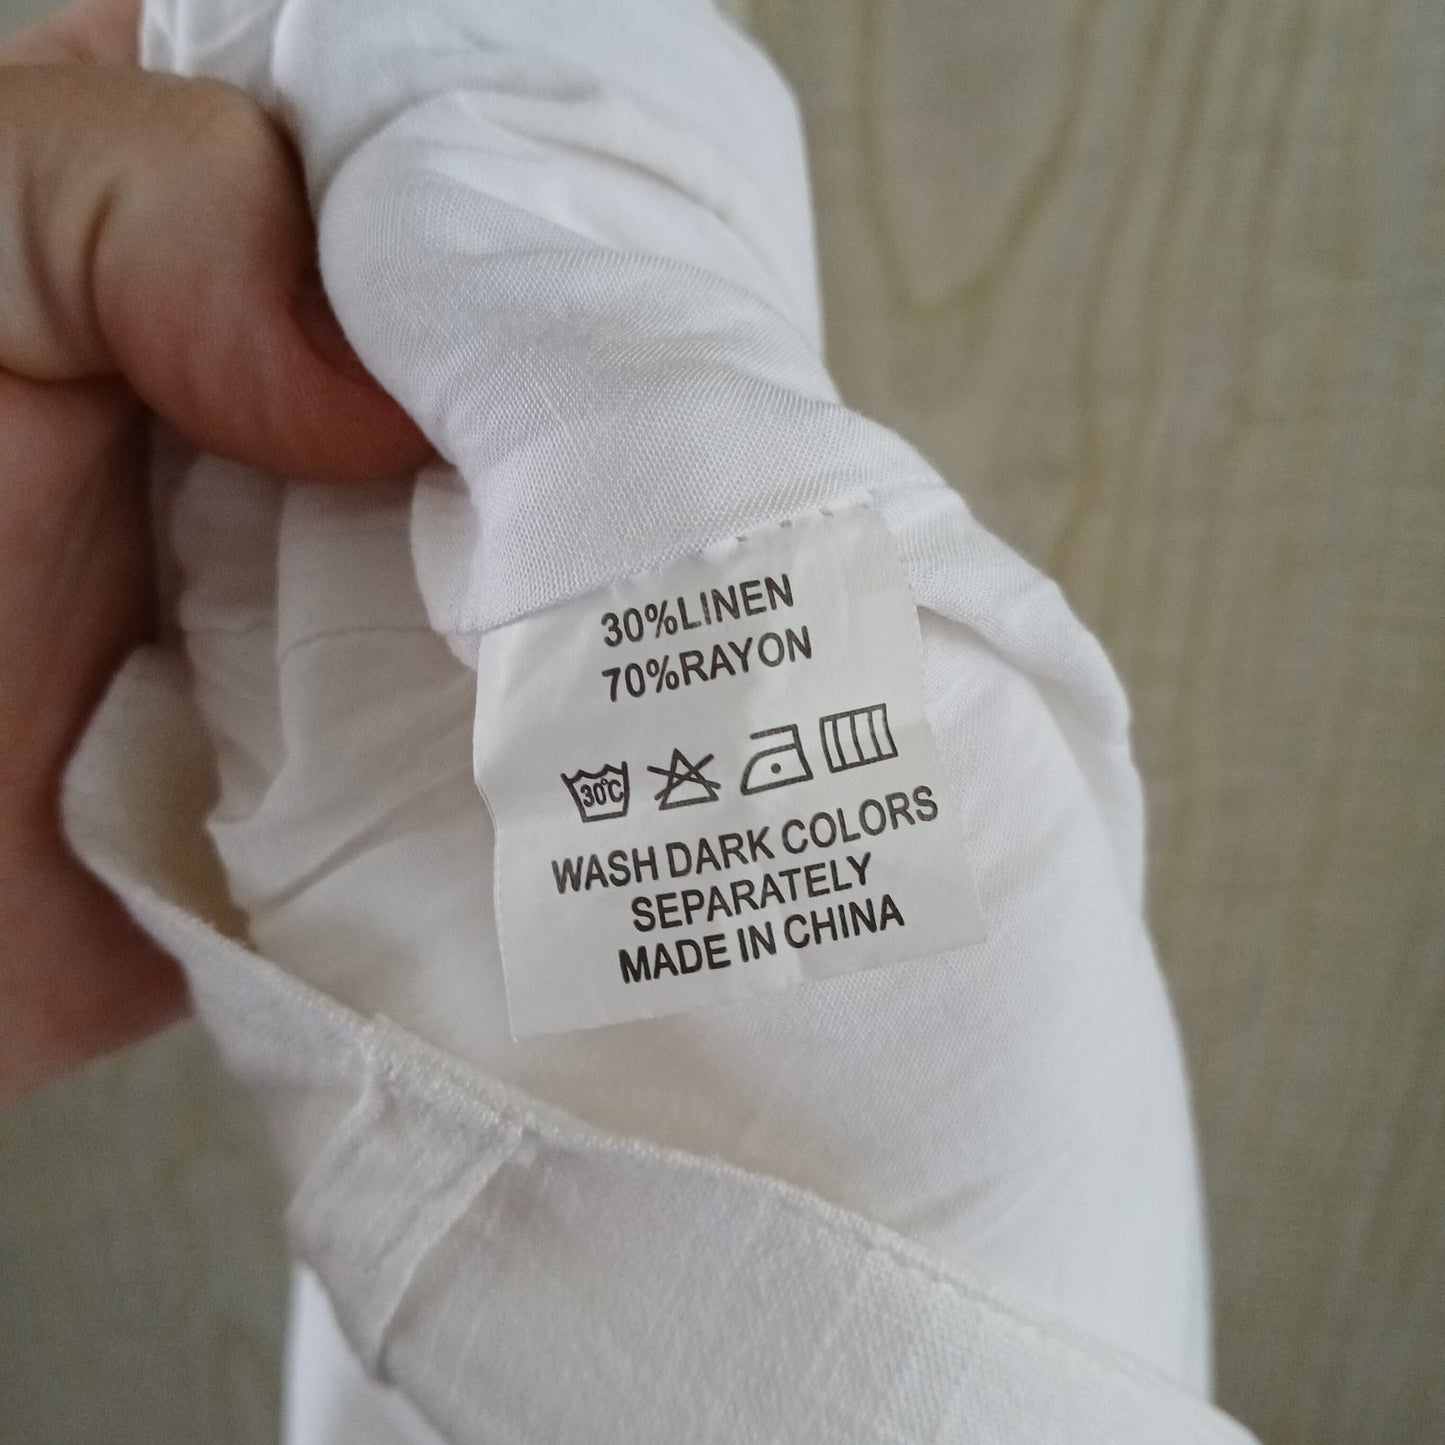 30%LINEN
70%RAYON
30°C
WASH DARK COLORS
SEPARATELY
MADE IN CHINA